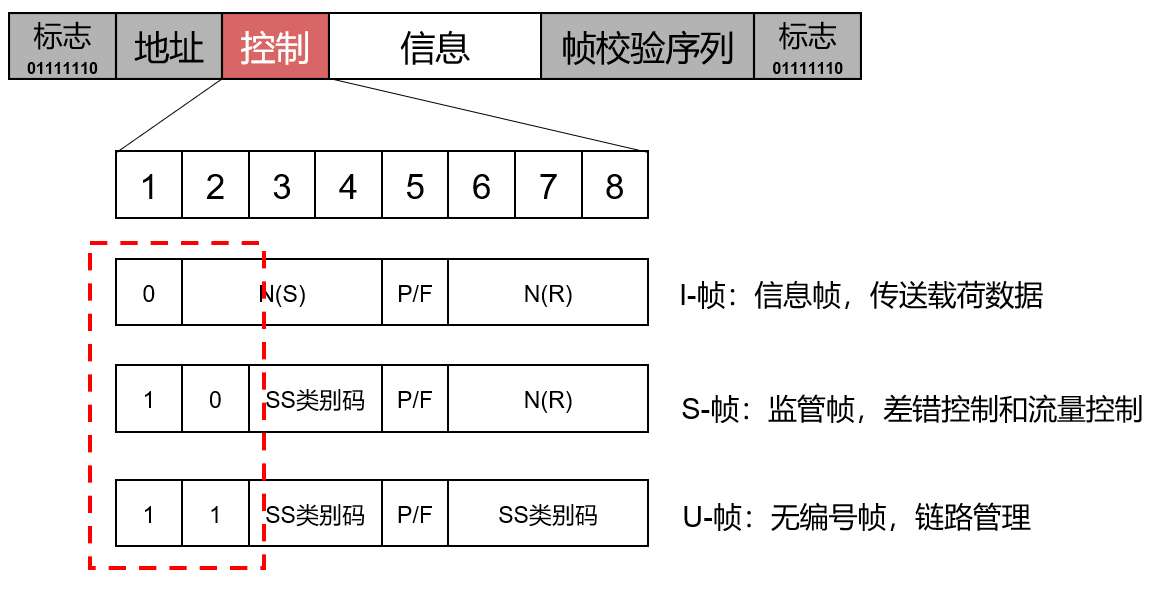 标志 地址 控制 信息 帧校验序列 标志
01111110 01111110
1 2 3 4 5 6 7 8
0 N(S) P/F N(R) I-帧：信息帧，传送载荷数据
1 0 SS类别码 P/F N(R) S-帧：监管帧，差错控制和流量控制
1 1 SS类别码 P/F SS类别码 U-帧：无编号帧，链路管理